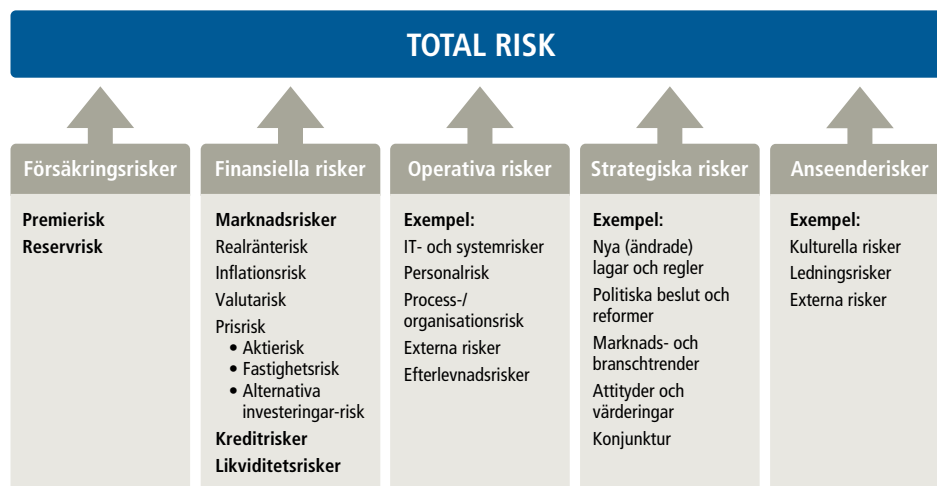 TOTAL RISK
Försäkringsrisker
Premierisk
Reservrisk
Finansiella risker
Marknadsrisker
Realränterisk
Inflationsrisk
Valutarisk
Prisrisk
• Aktierisk
• Fastighetsrisk
• Alternativa
investeringar-risk
Kreditrisker
Likviditetsrisker
Operativa risker
Exempel:
IT- och systemrisker
Personalrisk
Process-/
organisationsrisk
Externa risker
Efterlevnadsrisker
Strategiska risker
Exempel:
Nya (ändrade)
lagar och regler
Politiska beslut och
reformer
Marknads- och
branschtrender
Attityder och
värderingar
Konjunktur
Anseenderisker
Exempel:
Kulturella risker
Ledningsrisker
Externa risker